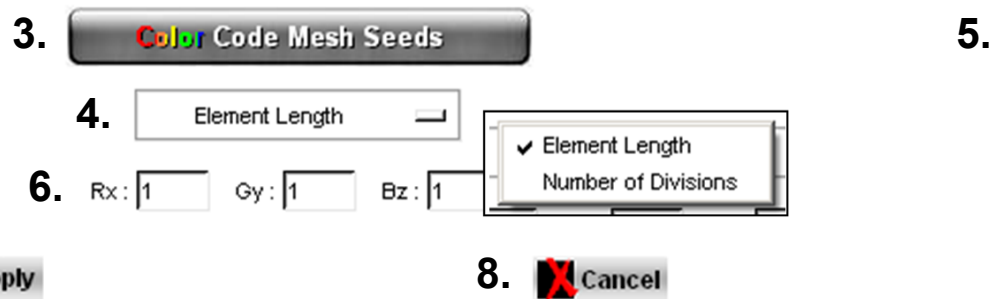 3. Color Code Mesh Seeds 5.
4. Element Length
✓ Element Length
Number of Divisions
6. Rx : 1 Gy : 1 Bz : 1
8. Cancel